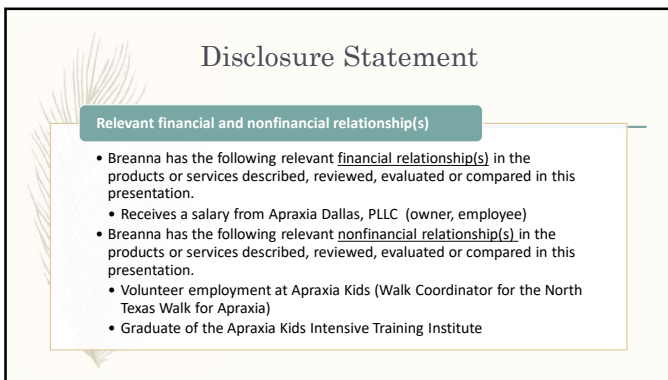 Disclosure Statement
Relevant financial and nonfinancial relationship(s)
• Breanna has the following relevant financial relationship(s) in the
products or services described, reviewed, evaluated or compared in this
presentation.
• Receives a salary from Apraxia Dallas, PLLC (owner, employee)
• Breanna has the following relevant nonfinancial relationship(s) in the
products or services described, reviewed, evaluated or compared in this
presentation.
• Volunteer employment at Apraxia Kids (Walk Coordinator for the North
Texas Walk for Apraxia)
• Graduate of the Apraxia Kids Intensive Training Institute